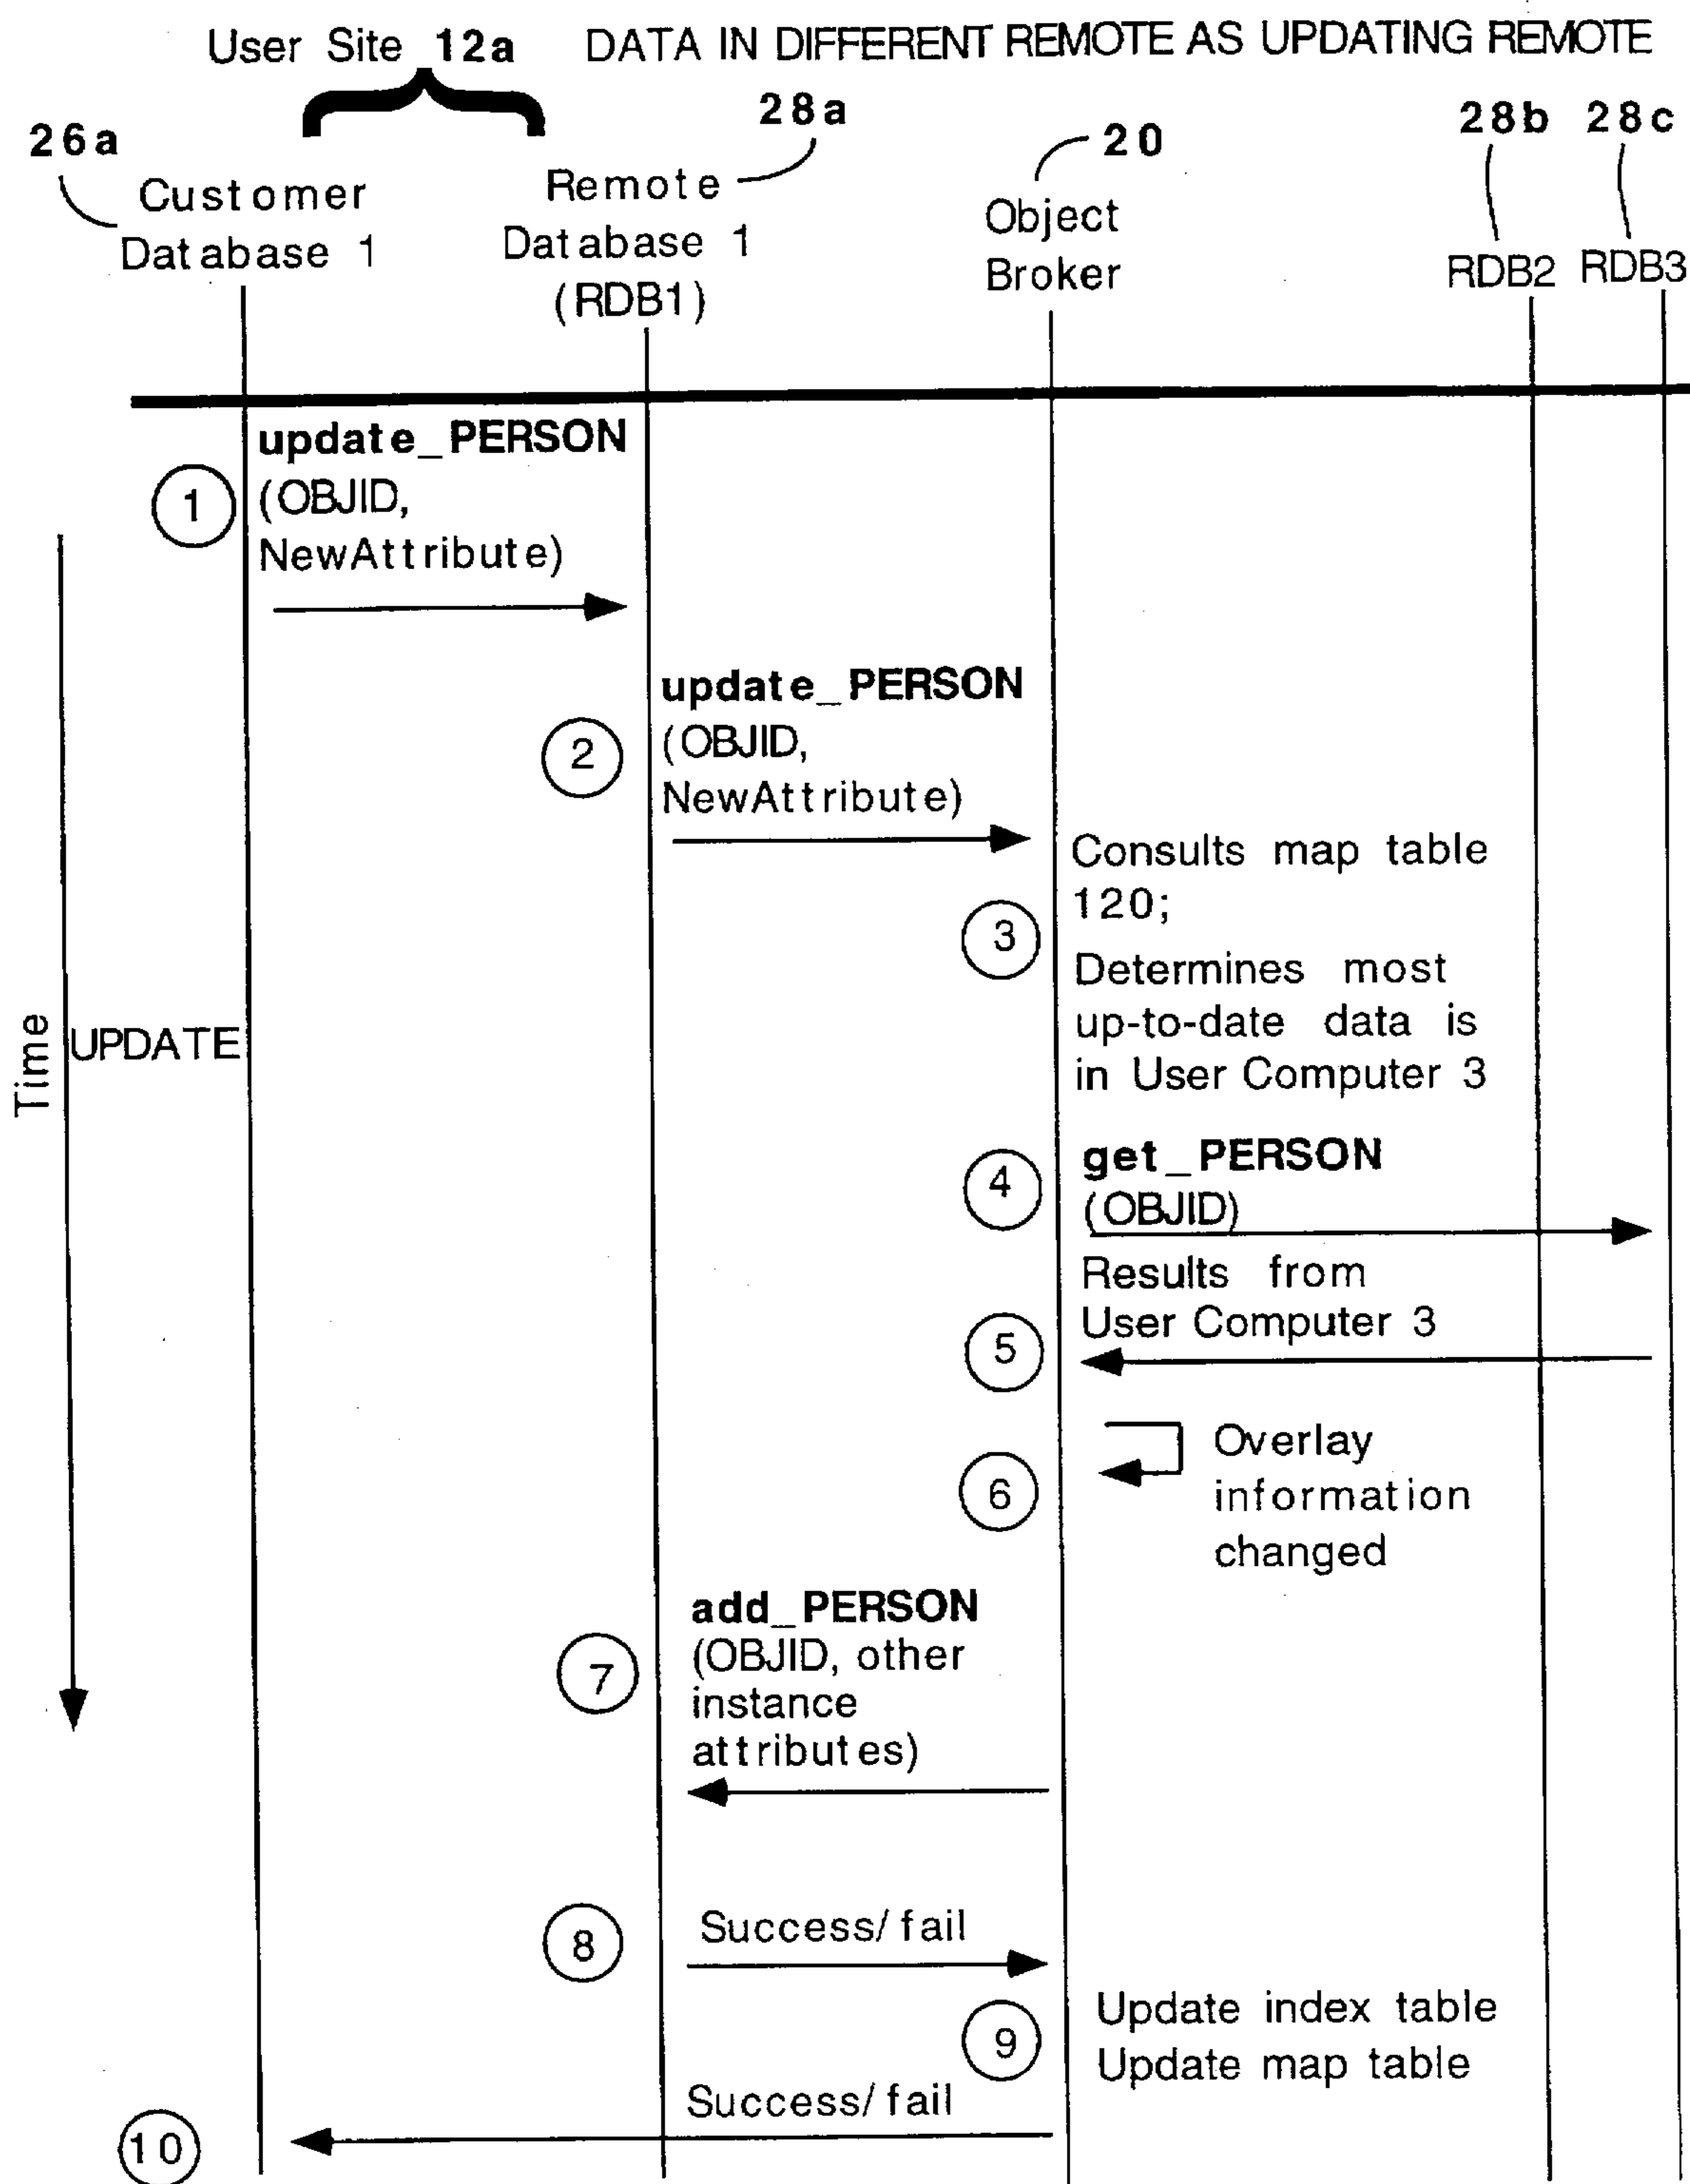 User Site 12a DATA IN DIFFERENT REMOTE AS UPDATING REMOTE
26a
28a
20
28b 28c
Customer
Database 1
Remote
Database 1
(RDB1)
Object
Broker
RDB2 RDB3
update_PERSON
1 (OBJID,
NewAttribute)
update_PERSON
2 (OBJID,
NewAttribute)
Consults map table
120;
3
Determines most
up-to-date data is
in User Computer 3
Time
UPDATE
get_PERSON
4 (OBJID)
Results from
User Computer 3
5
Overlay
6 information
changed
add_PERSON
(OBJID, other
7 instance
attributes)
8 Success/fail
Update index table
9 Update map table
Success/fail
10